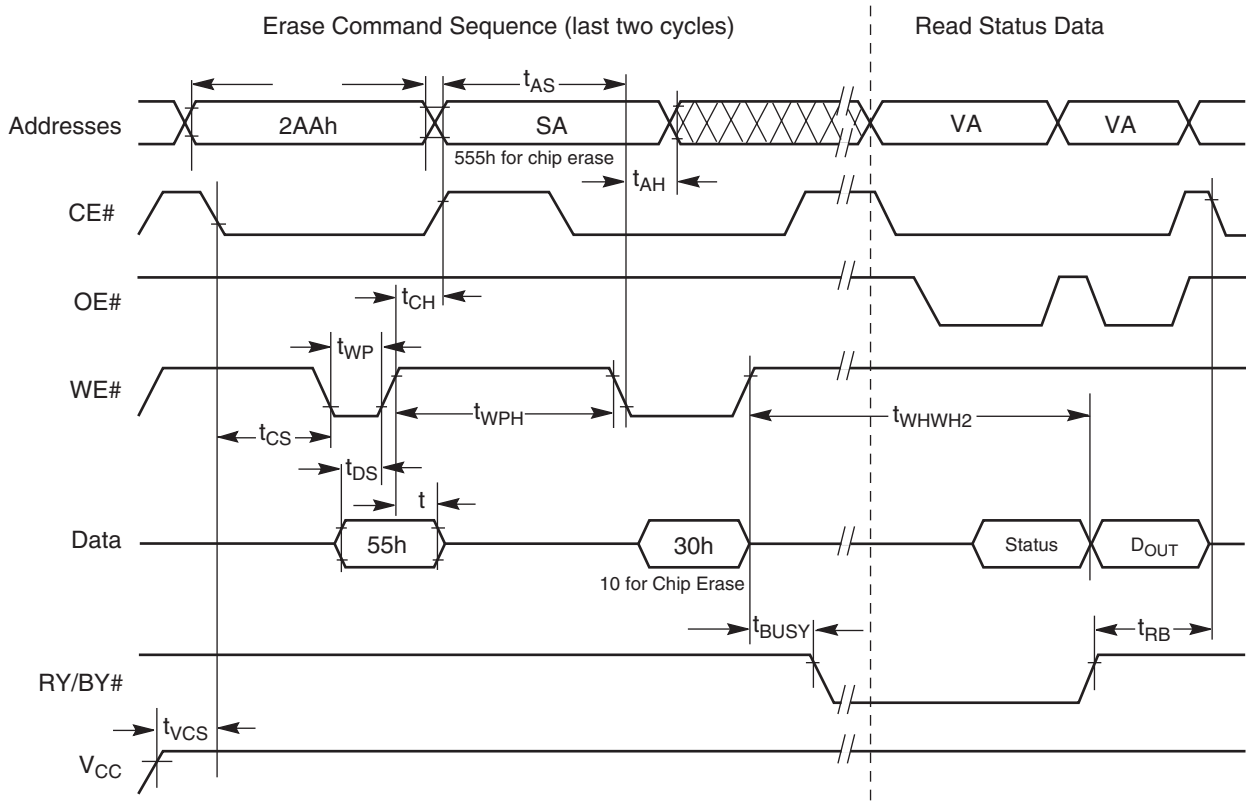 Erase Command Sequence (last two cycles)
Read Status Data
tAS
Addresses
2AAh
SA
VA
VA
555h for chip erase
tAH
CE#
OE#
tCH
tWP
WE#
tWPH
tWHWH2
tCS
tDS
t
Data
55h
30h
Status
DOUT
10 for Chip Erase
tBUSY
tRB
RY/BY#
tVCS
VCC